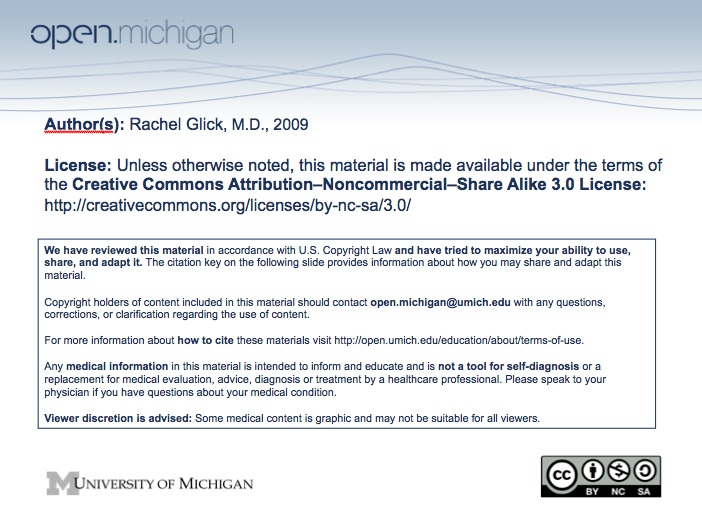 open.michigan
Author(s): Rachel Glick, M.D., 2009
License: Unless otherwise noted, this material is made available under the terms of
the Creative Commons Attribution–Noncommercial–Share Alike 3.0 License:
http://creativecommons.org/licenses/by-nc-sa/3.0/
We have reviewed this material in accordance with U.S. Copyright Law and have tried to maximize your ability to use,
share, and adapt it. The citation key on the following slide provides information about how you may share and adapt this
material.
Copyright holders of content included in this material should contact open.michigan@umich.edu with any questions,
corrections, or clarification regarding the use of content.
For more information about how to cite these materials visit http://open.umich.edu/education/about/terms-of-use.
Any medical information in this material is intended to inform and educate and is not a tool for self-diagnosis or a
replacement for medical evaluation, advice, diagnosis or treatment by a healthcare professional. Please speak to your
physician if you have questions about your medical condition.
Viewer discretion is advised: Some medical content is graphic and may not be suitable for all viewers.
M UNIVERSITY OF MICHIGAN
cc
BY NC SA